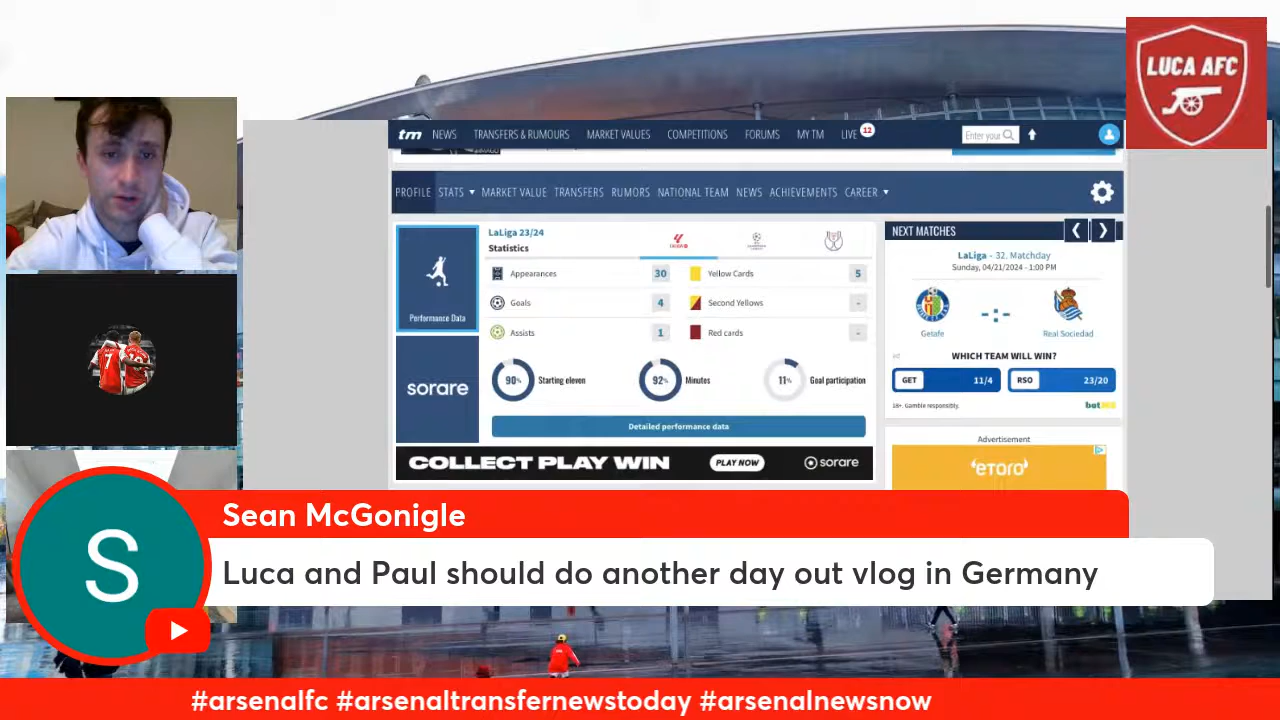 LUCA AFC
tm NEWS TRANSFERS & RUMOURS MARKET VALUES COMPETITIONS FORUMS MY TM LIVE 12
Enter your
PROFILE STATS MARKET VALUE TRANSFERS RUMORS NATIONAL TEAM NEWS ACHIEVEMENTS CAREER
Performance Data
sorare
LaLiga 23/24
Statistics
Appearances 30 Yellow Cards 5
Goals 4 Second Yellows -
Assists 1 Red cards -
90% Starting eleven 92% Minutes 11% Goal participation
Detailed performance data
COLLECT PLAY WIN PLAY NOW sorare
NEXT MATCHES
LaLiga - 32. Matchday
Sunday, 04/21/2024 - 1:00 PM
-:-
Getafe Real Sociedad
ad
WHICH TEAM WILL WIN?
GET 11/4 RSO 23/20
18+. Gamble responsibly.
Advertisement
eTORO
7
S
Sean McGonigle
Luca and Paul should do another day out vlog in Germany
#arsenalfc #arsenaltransfernewstoday #arsenalnewsnow